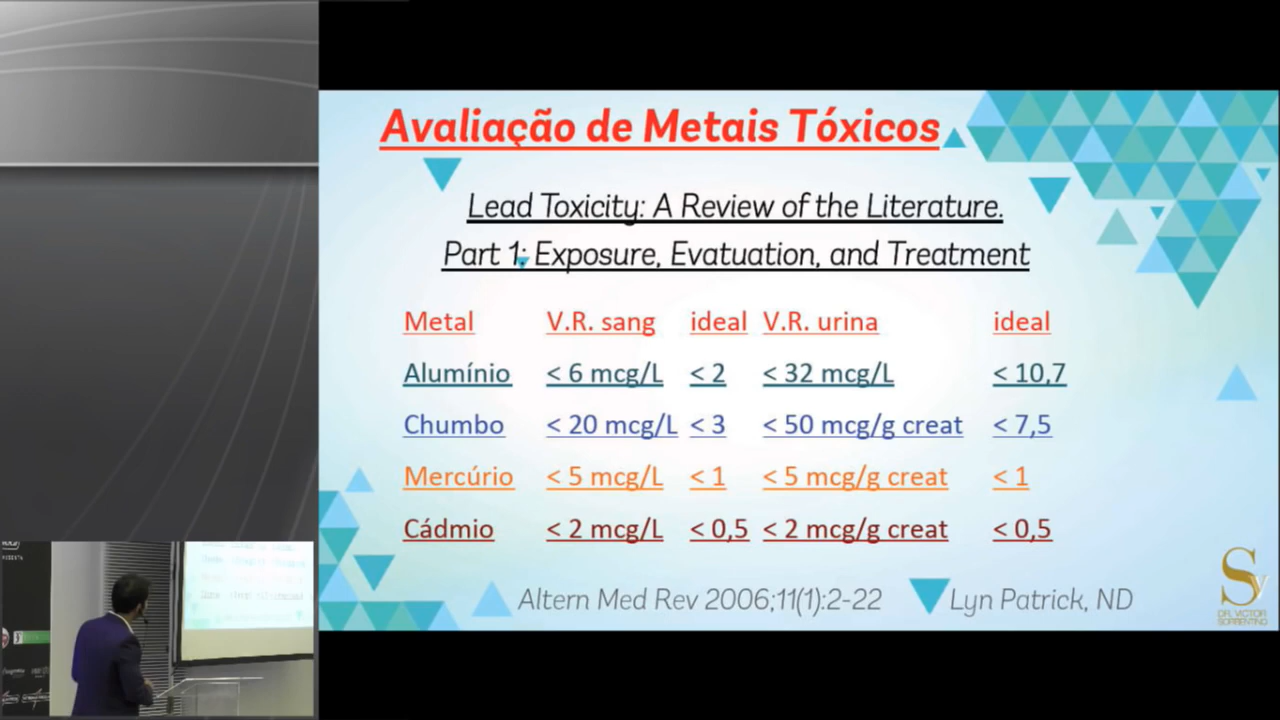 Avaliação de Metais Tóxicos
Lead Toxicity: A Review of the Literature.
Part 1: Exposure, Evatuation, and Treatment
Metal V.R. sang ideal V.R. urina ideal
Alumínio < 6 mcg/L < 2 < 32 mcg/L < 10,7
Chumbo < 20 mcg/L < 3 < 50 mcg/g creat < 7,5
Mercúrio < 5 mcg/L < 1 < 5 mcg/g creat < 1
Cádmio < 2 mcg/L < 0,5 < 2 mcg/g creat < 0,5
Altern Med Rev 2006;11(1):2-22 Lyn Patrick, ND
Sy
DR. VICTOR
SORRENTINO